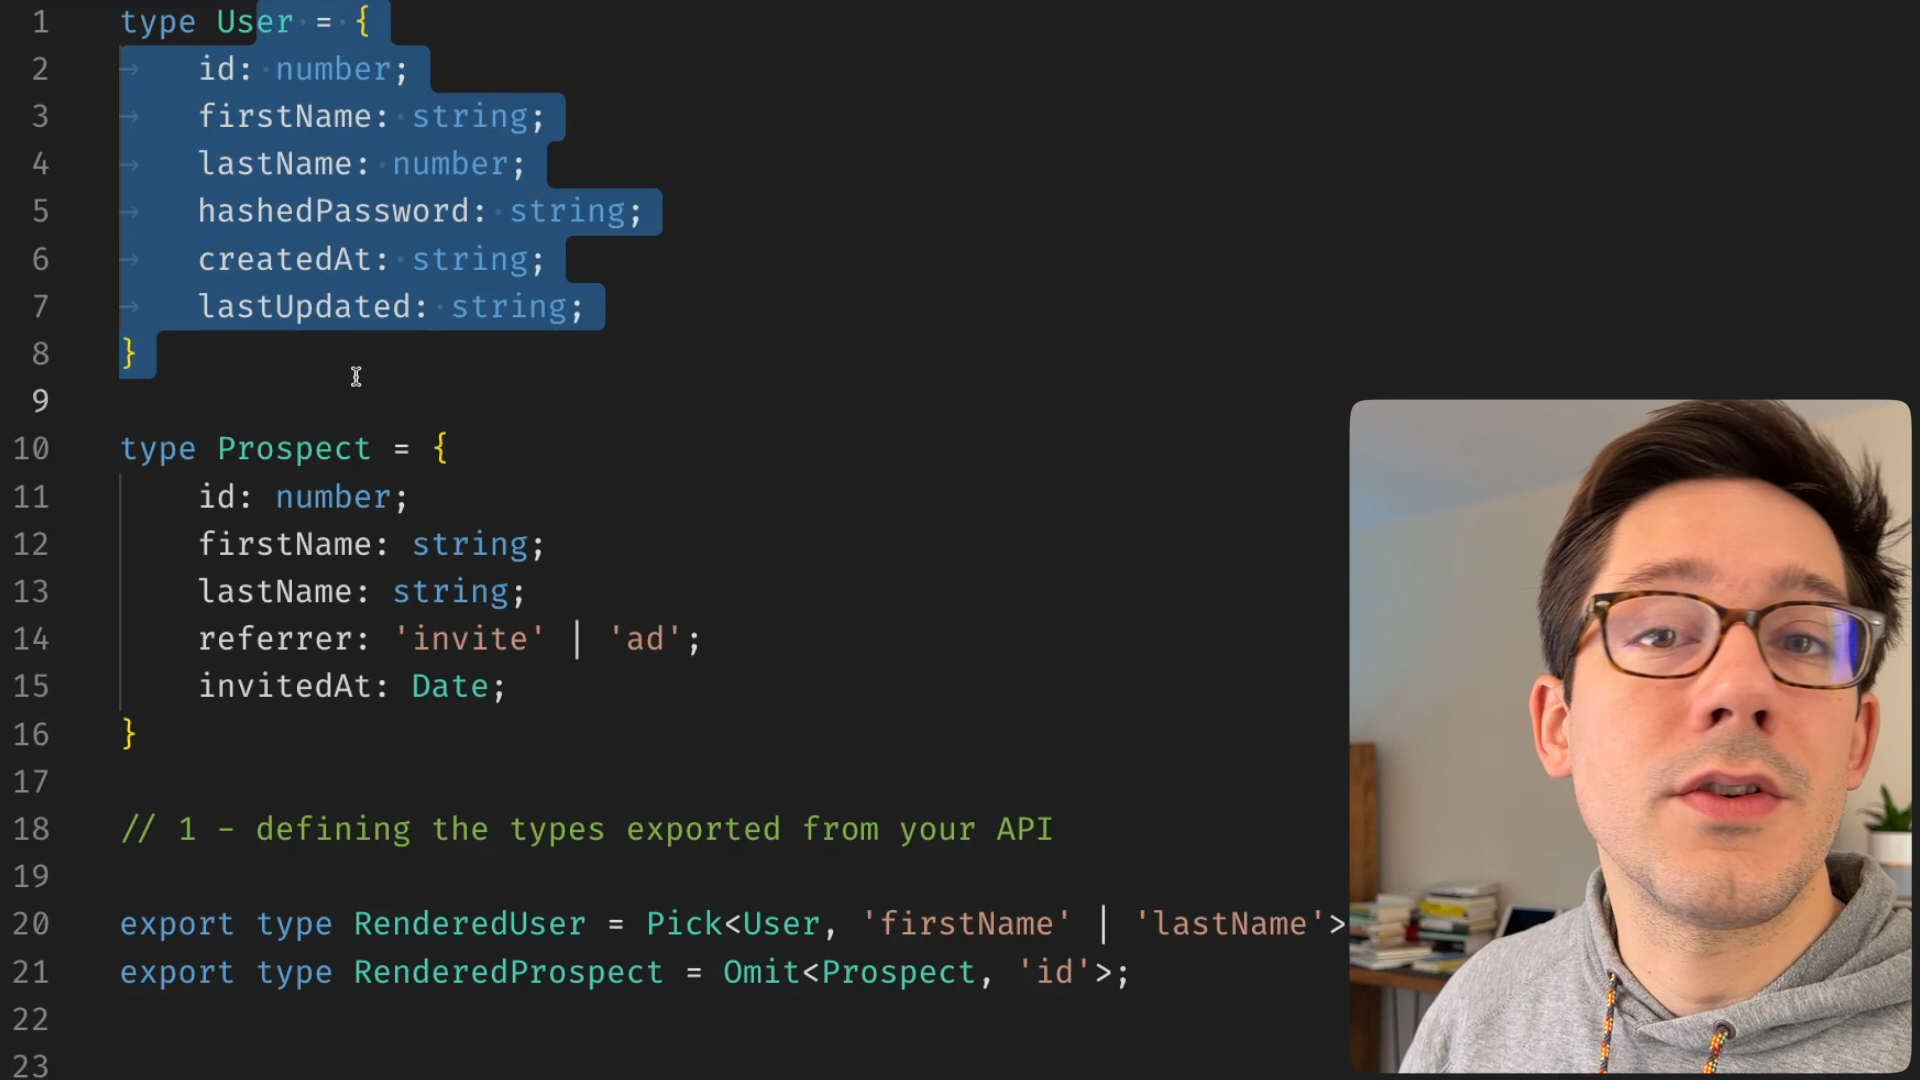 1 type User = {
2 id: number;
3 firstName: string;
4 lastName: number;
5 hashedPassword: string;
6 createdAt: string;
7 lastUpdated: string;
8 }
9
10 type Prospect = {
11 id: number;
12 firstName: string;
13 lastName: string;
14 referrer: 'invite' | 'ad';
15 invitedAt: Date;
16 }
17
18 // 1 - defining the types exported from your API
19
20 export type RenderedUser = Pick<User, 'firstName' | 'lastName'>
21 export type RenderedProspect = Omit<Prospect, 'id'>;
22
23